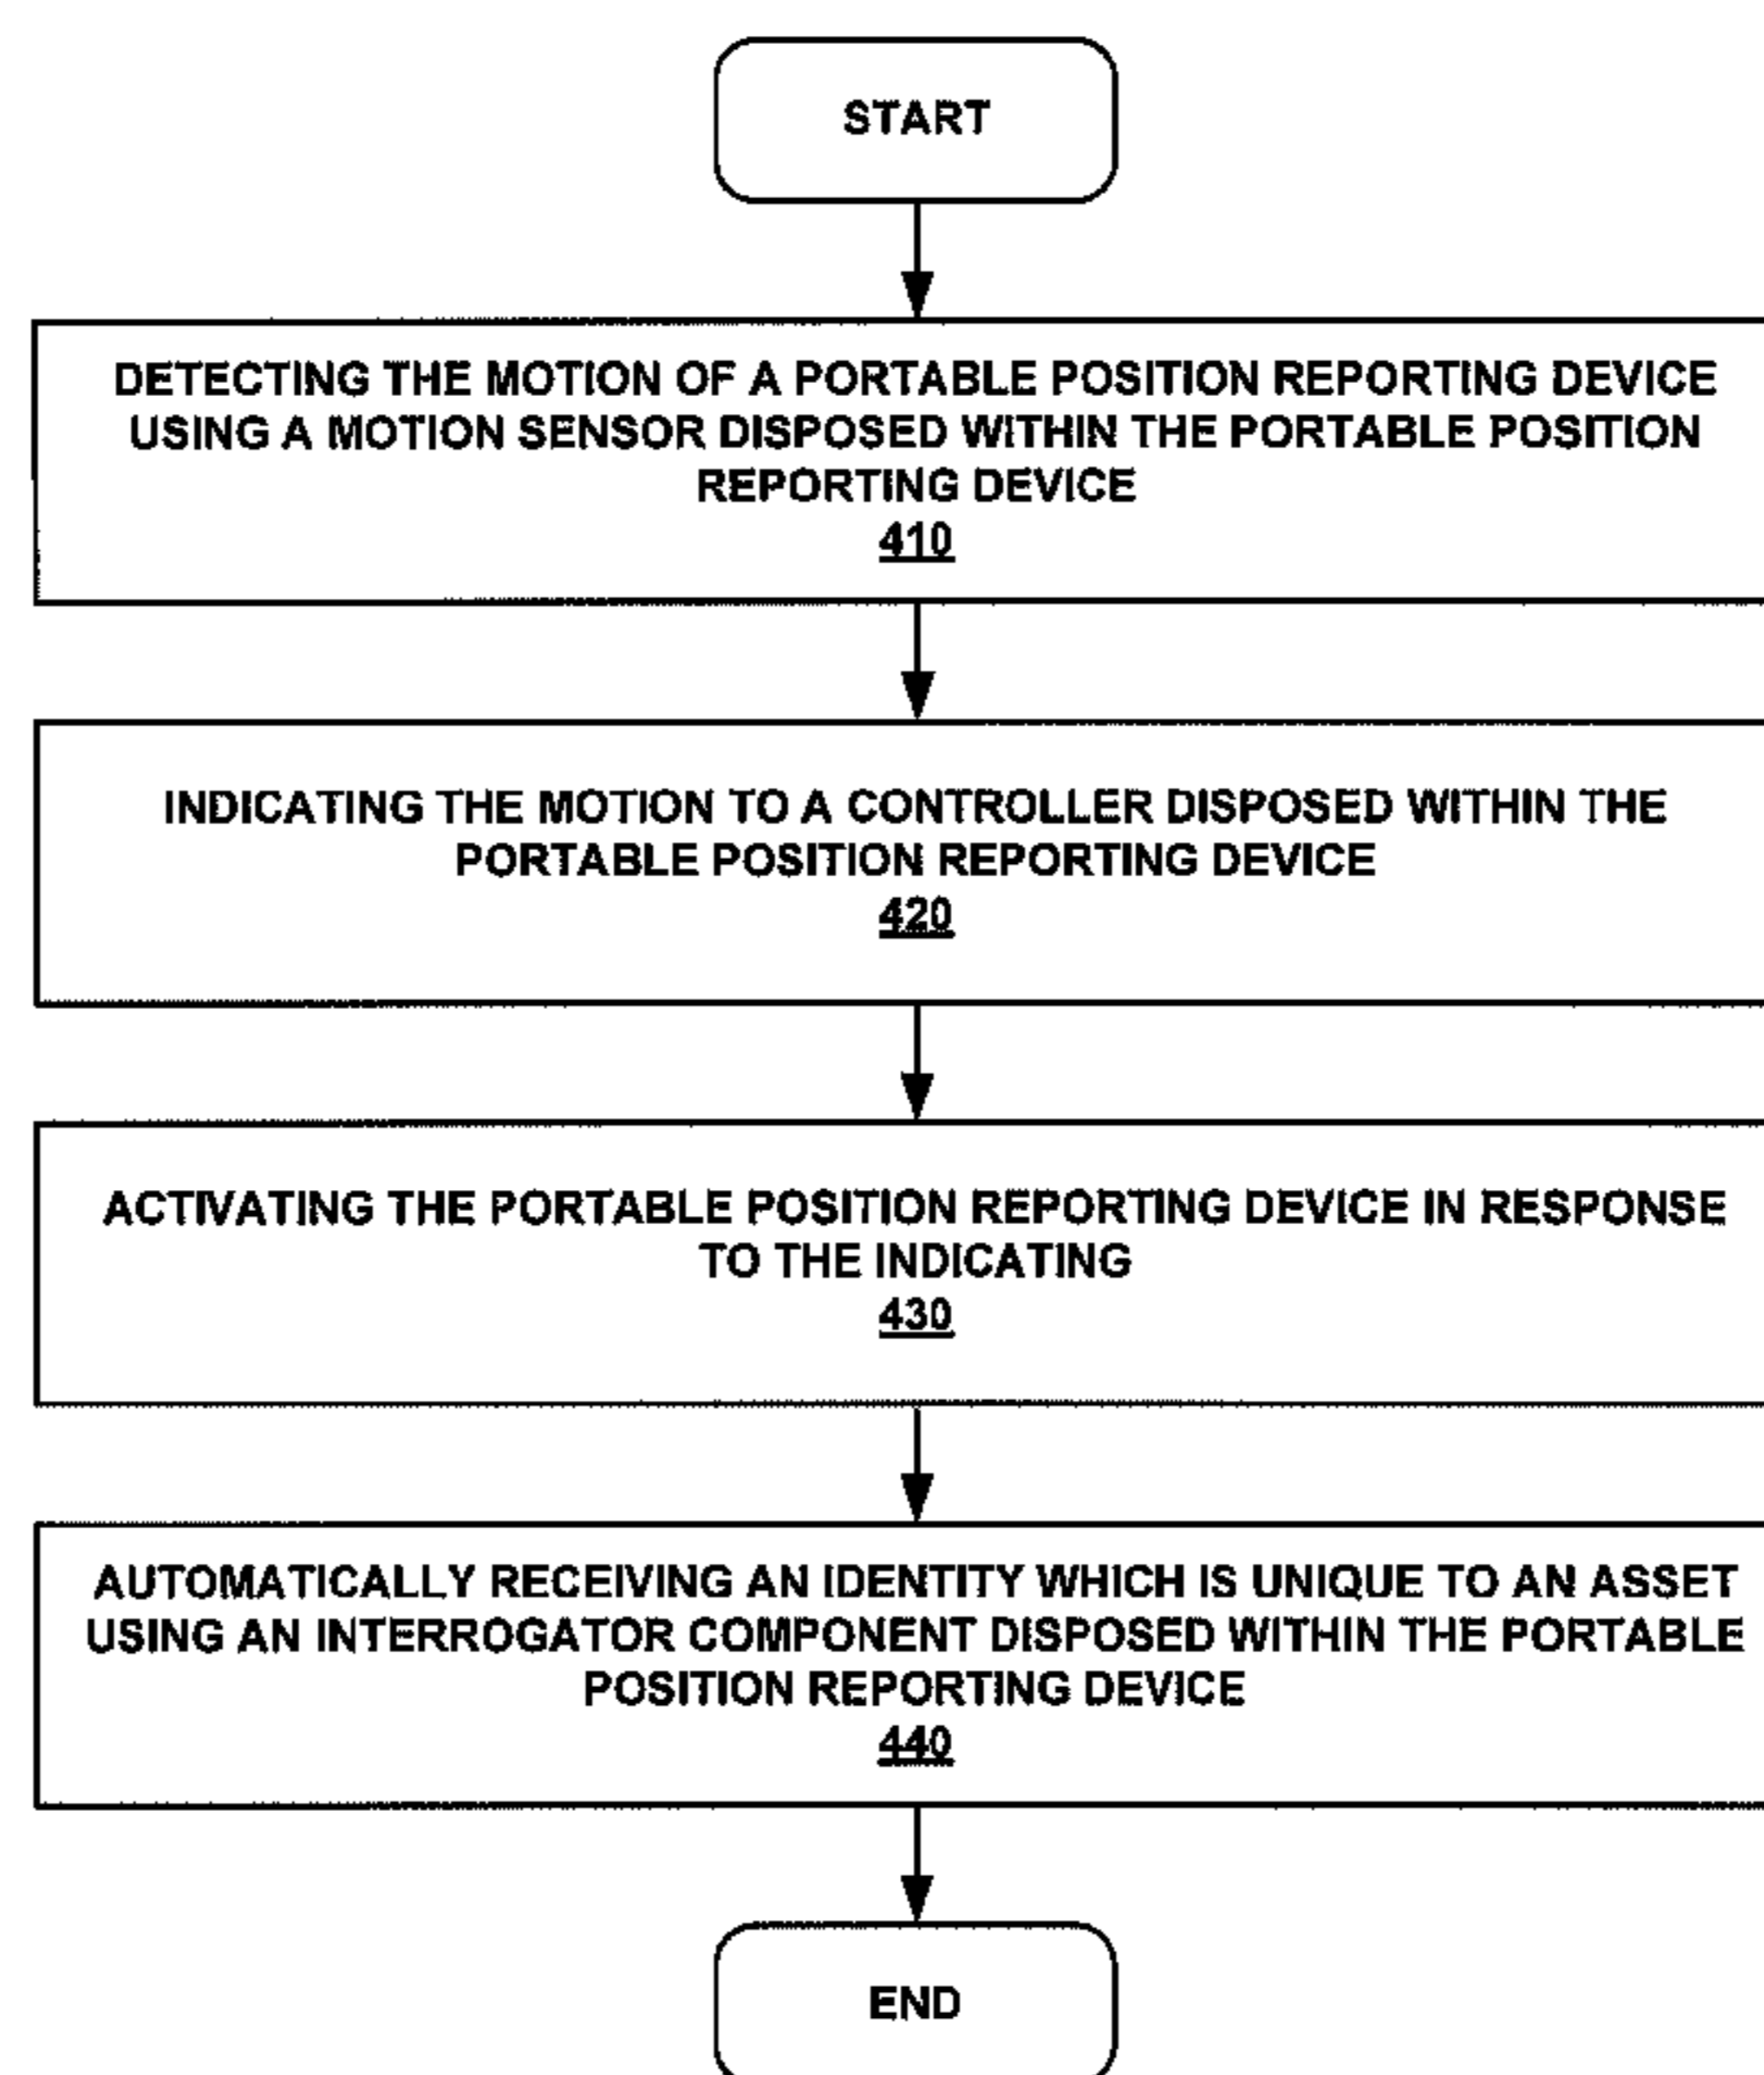 START
DETECTING THE MOTION OF A PORTABLE POSITION REPORTING DEVICE
USING A MOTION SENSOR DISPOSED WITHIN THE PORTABLE POSITION
REPORTING DEVICE
410
INDICATING THE MOTION TO A CONTROLLER DISPOSED WITHIN THE
PORTABLE POSITION REPORTING DEVICE
420
ACTIVATING THE PORTABLE POSITION REPORTING DEVICE IN RESPONSE
TO THE INDICATING
430
AUTOMATICALLY RECEIVING AN IDENTITY WHICH IS UNIQUE TO AN ASSET
USING AN INTERROGATOR COMPONENT DISPOSED WITHIN THE PORTABLE
POSITION REPORTING DEVICE
440
END